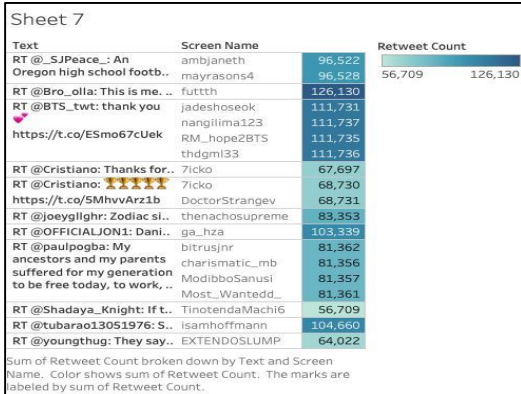 Sheet 7
Text Screen Name Retweet Count
RT @_SJPeace_: An ambjaneth 96,522
Oregon high school footb.. mayrasons4 96,528
56,709 126,130
RT @Bro_olla: This is me. .. futtth 126,130
RT @BTS_twt: thank you jadeshoseok 111,731
💕 nangilima123 111,737
https://t.co/ESmo67cUek RM_hope2BTS 111,735
thdgml33 111,736
RT @Cristiano: Thanks for.. 7icko 67,697
RT @Cristiano: 🏆🏆🏆🏆🏆 7icko 68,730
https://t.co/5MhvvArz1b DoctorStrangev 68,731
RT @joeygllghr: Zodiac si.. thenachosupreme 83,353
RT @OFFICIALJON1: Dani.. ga_hza 103,339
RT @paulpogba: My bitrusjnr 81,362
ancestors and my parents charismatic_mb 81,356
suffered for my generation ModibboSanusi 81,357
to be free today, to work, .. Most_Wantedd_ 81,361
RT @Shadaya_Knight: If t.. TinotendaMachi6 56,709
RT @tubarao13051976: S.. isamhoffmann 104,660
RT @youngthug: They say.. EXTENDOSLUMP 64,022
Sum of Retweet Count broken down by Text and Screen
Name. Color shows sum of Retweet Count. The marks are
labeled by sum of Retweet Count.